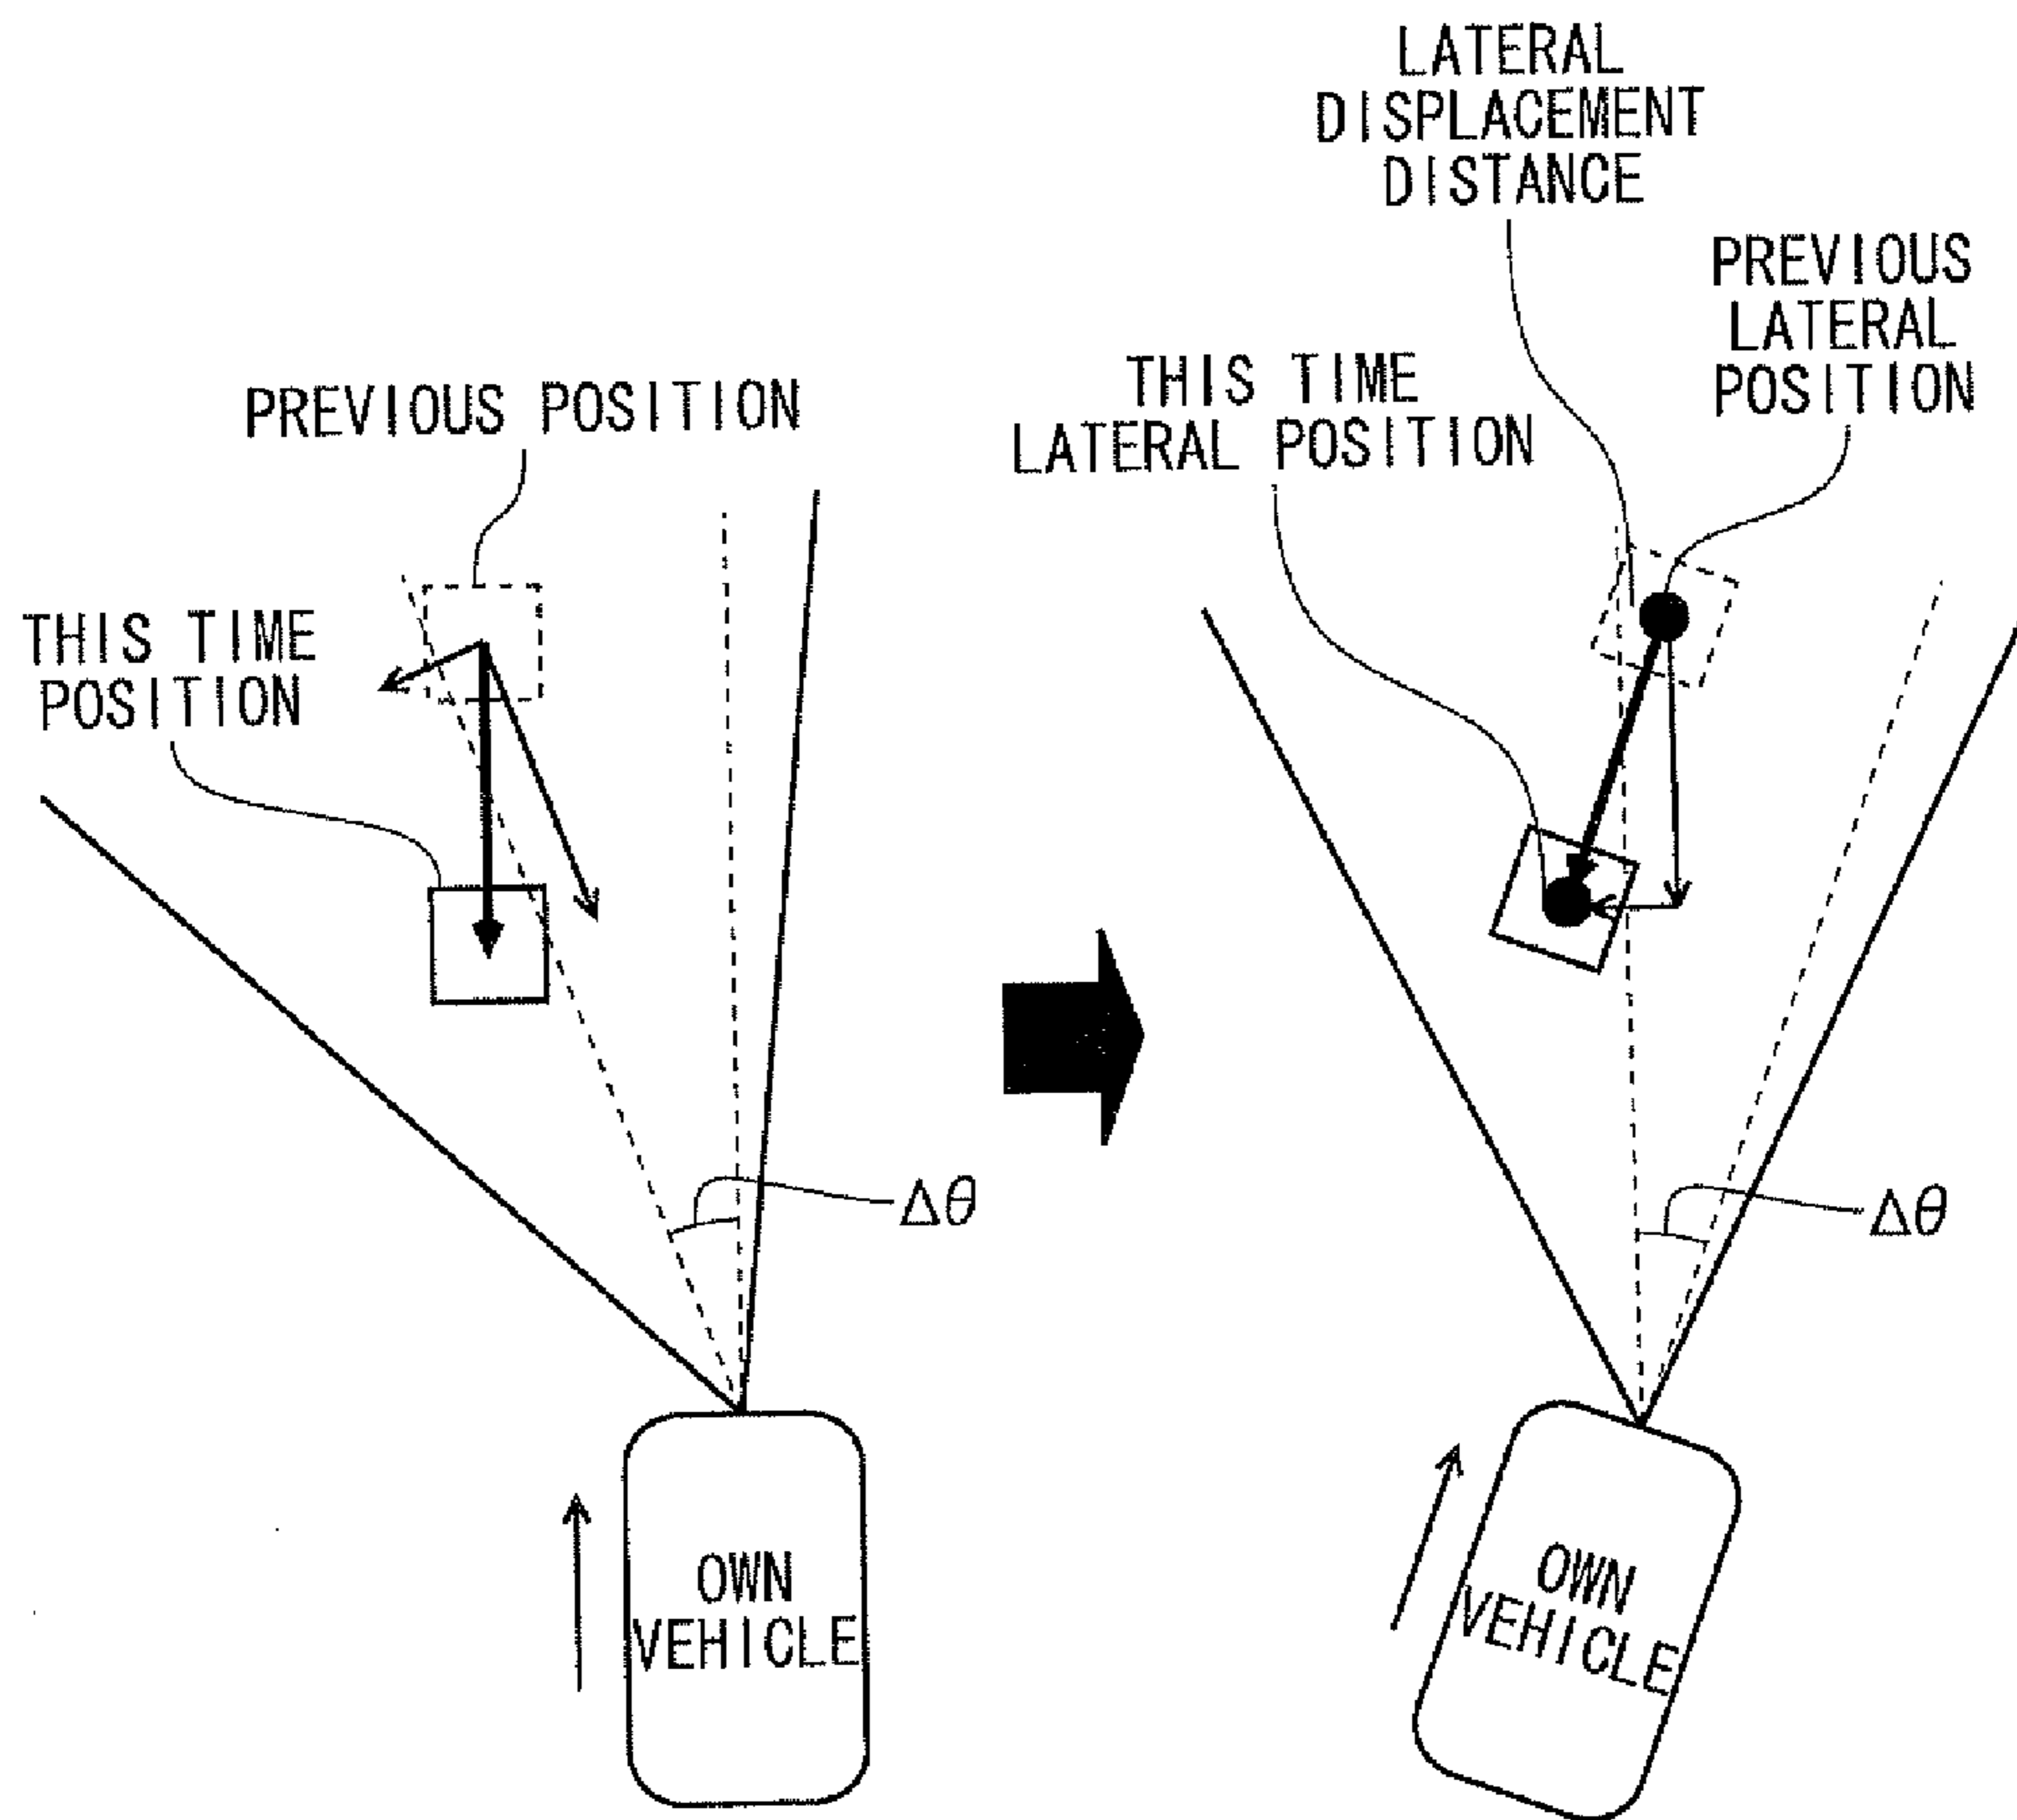 LATERAL
DISPLACEMENT
DISTANCE
PREVIOUS
LATERAL
POSITION
THIS TIME
LATERAL POSITION
PREVIOUS POSITION
THIS TIME
POSITION
Δθ
Δθ
OWN
VEHICLE
OWN
VEHICLE